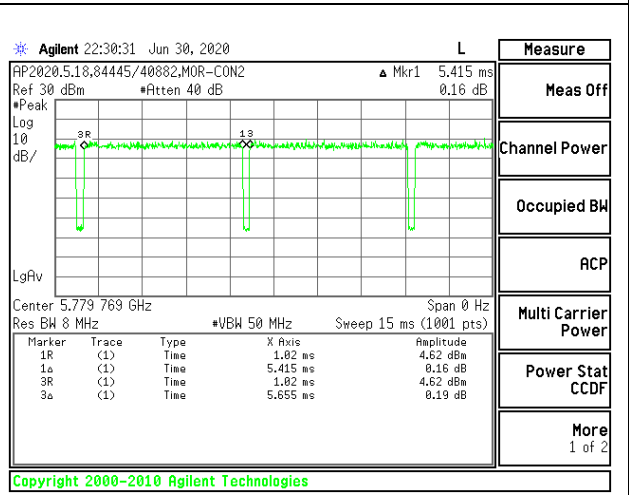 Agilent 22:30:31 Jun 30, 2020 L Measure
AP2020.5.18,84445/40882,MOR-CON2 ▵ Mkr1 5.415 ms
Ref 30 dBm #Atten 40 dB 0.16 dB
Meas Off
#Peak
Log
10
dB/
3R 1 3
Channel Power
Occupied BW
ACP
LgAv
Center 5.779 769 GHz Span 0 Hz
Res BW 8 MHz #VBW 50 MHz Sweep 15 ms (1001 pts)
Multi Carrier
Power
Marker Trace Type X Axis Amplitude
1R (1) Time 1.02 ms 4.62 dBm
1▵ (1) Time 5.415 ms 0.16 dB
3R (1) Time 1.02 ms 4.62 dBm
3▵ (1) Time 5.655 ms 0.19 dB
Power Stat
CCDF
More
1 of 2
Copyright 2000-2010 Agilent Technologies